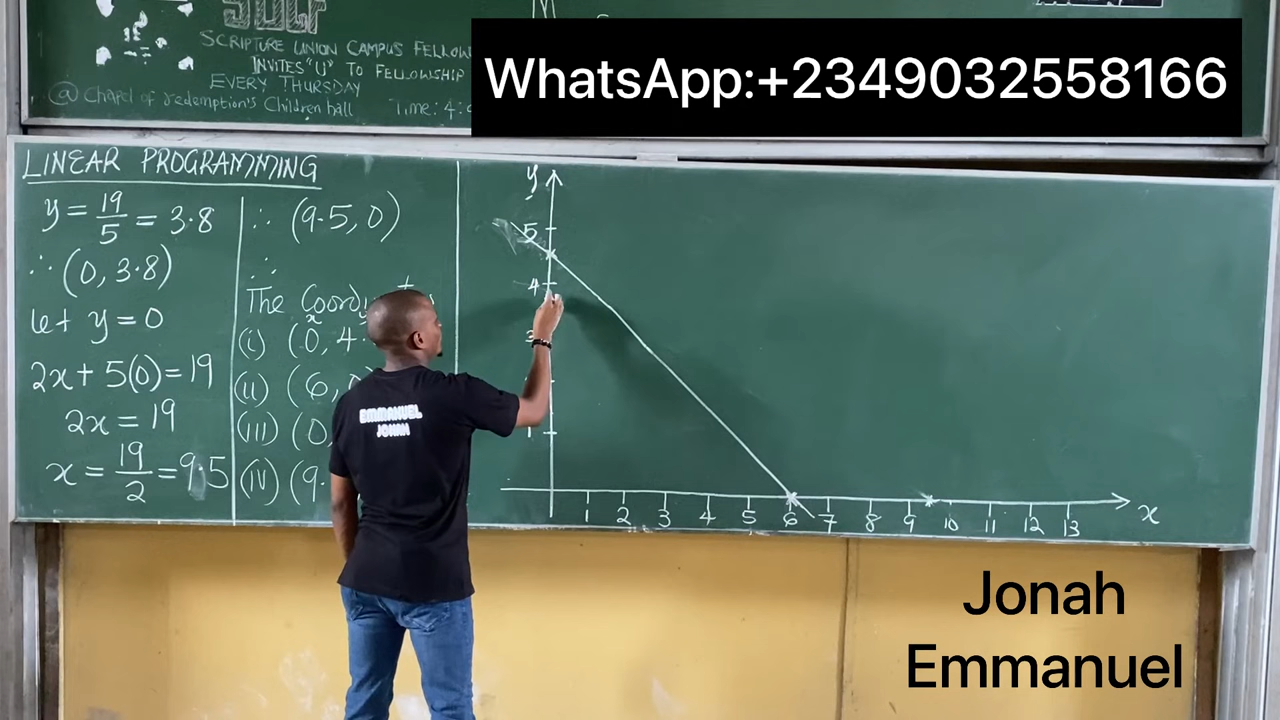 SCRIPTURE UNION CAMPUS FELLOW
INVITES "U" TO FELLOWSHIP
EVERY THURSDAY
@ Chapel of redemption's Children hall Time: 4:
WhatsApp:+2349032558166
LINEAR PROGRAMMING
y = 19/5 = 3.8
∴ (0, 3.8)
let y = 0
2x + 5(0) = 19
2x = 19
x = 19/2 = 9.5
∴ (9.5, 0)
∴
The Coord
(i) (0, 4.
(ii) (6, 0
(iii) (0,
(iv) (9.
y
5
4
3
1
1 2 3 4 5 6 7 8 9 10 11 12 13
x
EMMANUEL
JONAH
Jonah
Emmanuel